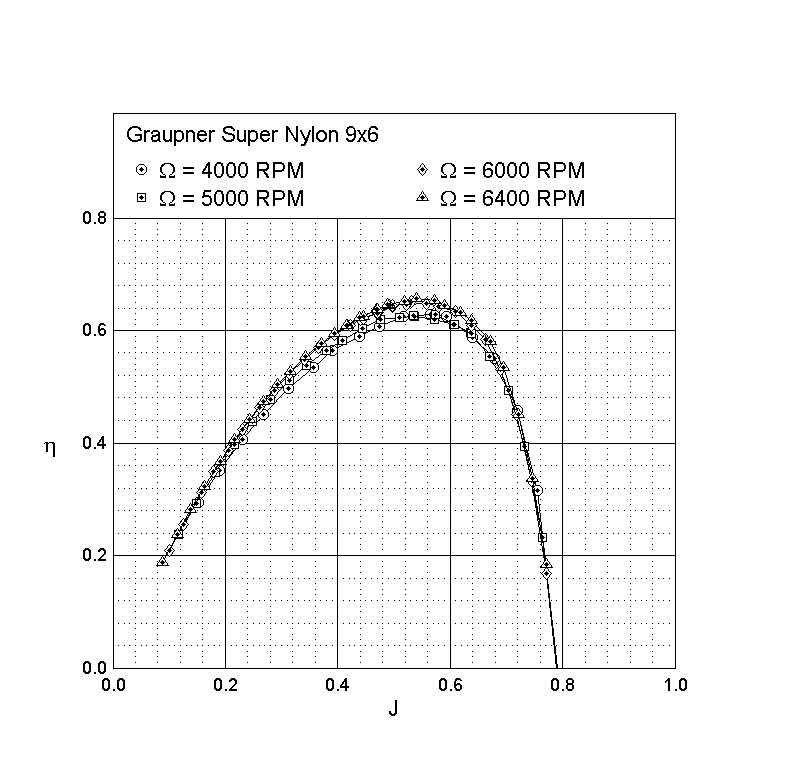 Graupner Super Nylon 9x6
Ω = 4000 RPM
Ω = 6000 RPM
Ω = 5000 RPM
Ω = 6400 RPM
0.8
0.6
0.4
η
0.2
0.0
0.0 0.2 0.4 0.6 0.8 1.0
J